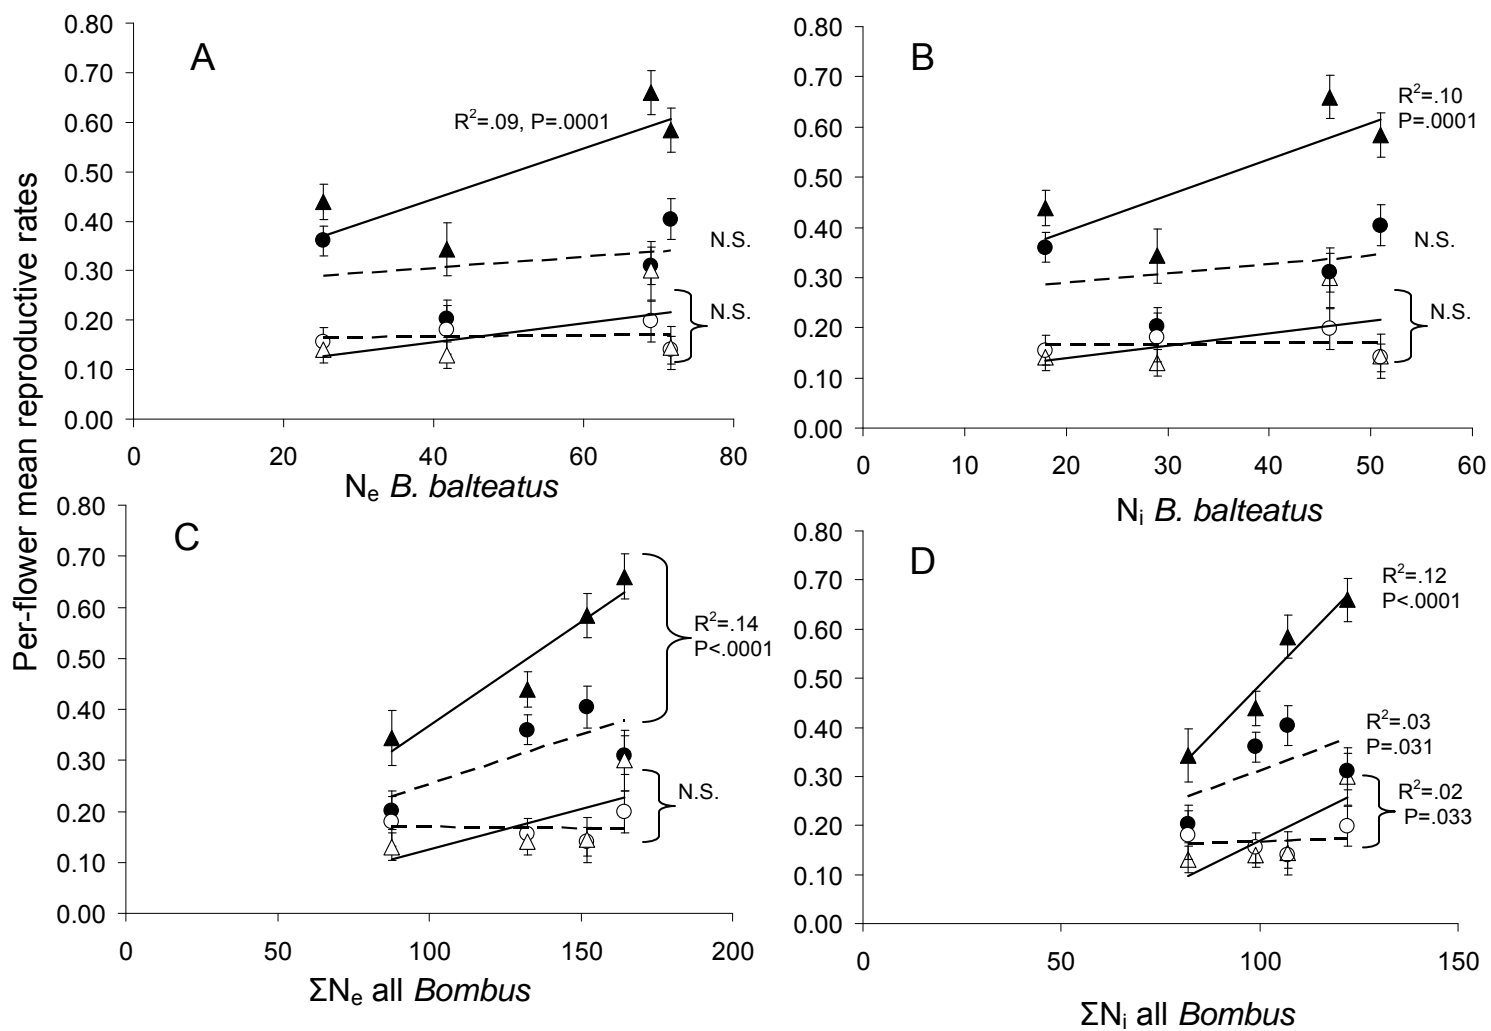 Per-flower mean reproductive rates
A
0.80
0.70
0.60
0.50
0.40
0.30
0.20
0.10
0.00
R²=.09, P=.0001
N.S.
N.S.
0 20 40 60 80
Nₑ B. balteatus
B
0.80
0.70
0.60
0.50
0.40
0.30
0.20
0.10
0.00
R²=.10
P=.0001
N.S.
N.S.
0 10 20 30 40 50 60
Nᵢ B. balteatus
C
0.80
0.70
0.60
0.50
0.40
0.30
0.20
0.10
0.00
R²=.14
P<.0001
N.S.
0 50 100 150 200
ΣNₑ all Bombus
D
0.80
0.70
0.60
0.50
0.40
0.30
0.20
0.10
0.00
R²=.12
P<.0001
R²=.03
P=.031
R²=.02
P=.033
0 50 100 150
ΣNᵢ all Bombus